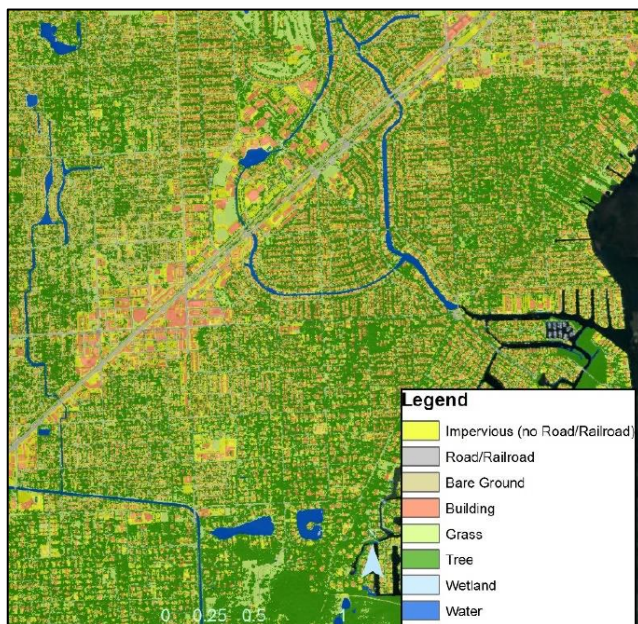 Legend
Impervious (no Road/Railroad)
Road/Railroad
Bare Ground
Building
Grass
Tree
Wetland
Water
0 0.25 0.5 1